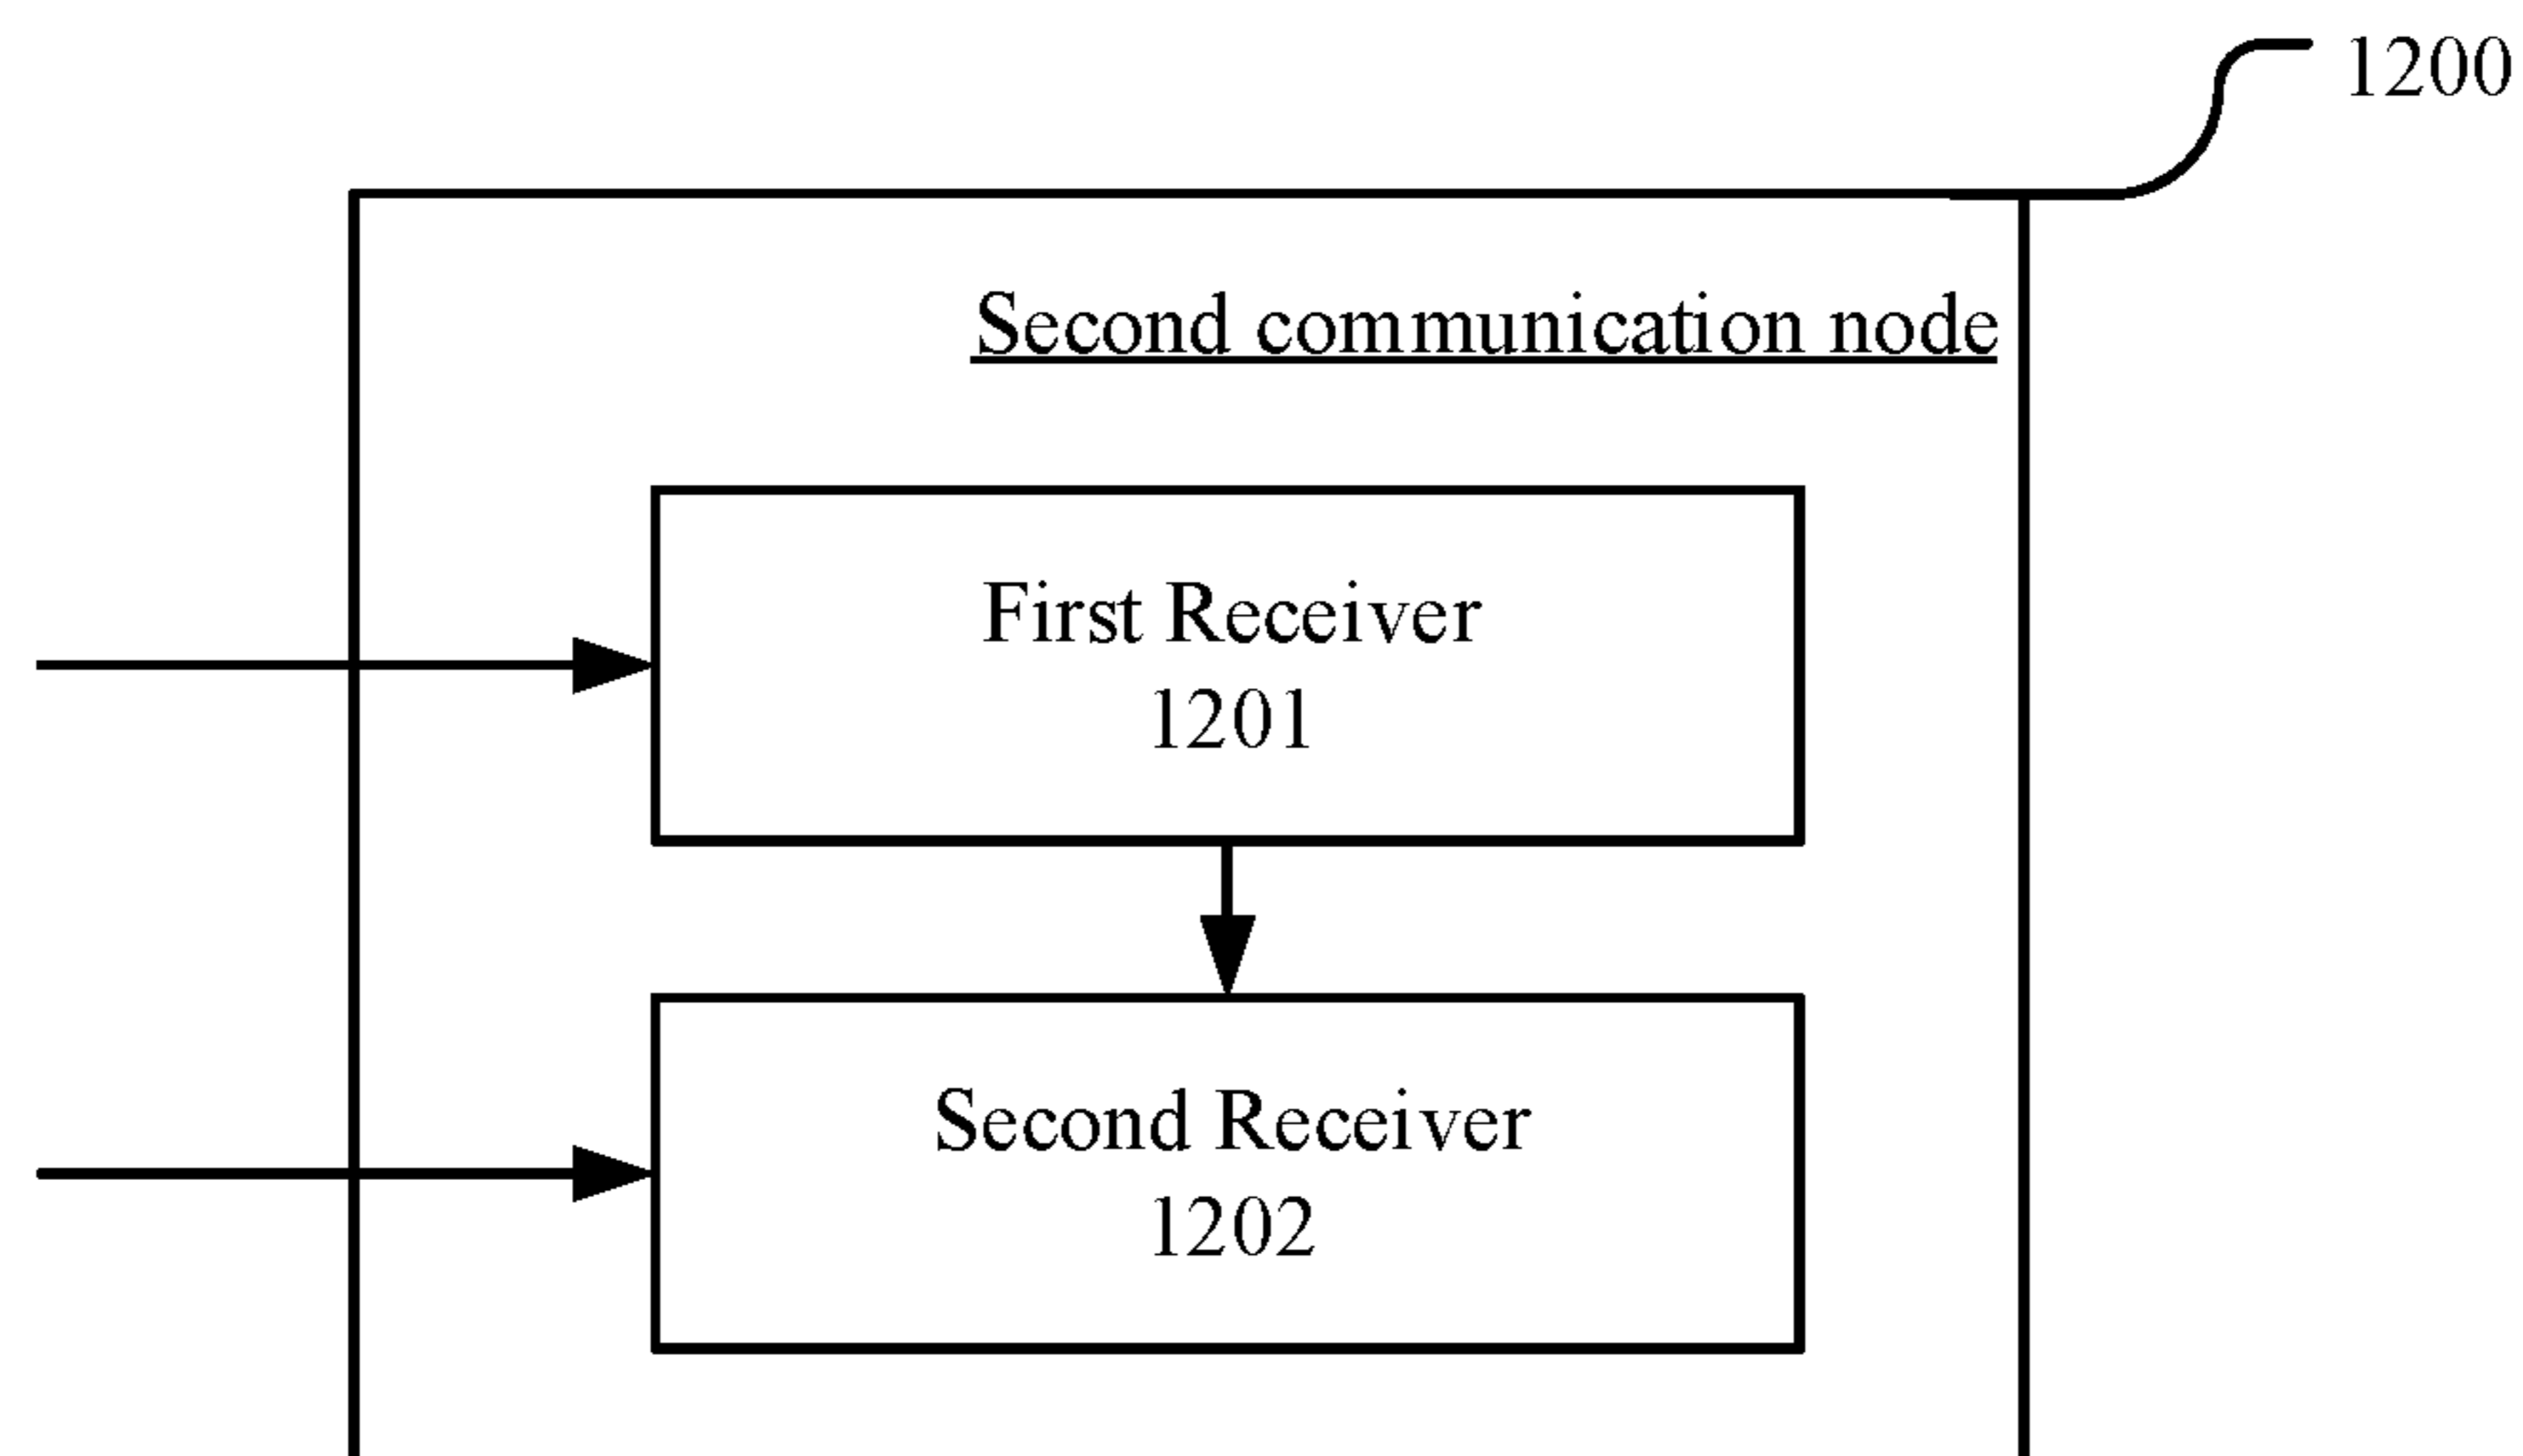 1200
Second communication node
First Receiver
1201
Second Receiver
1202